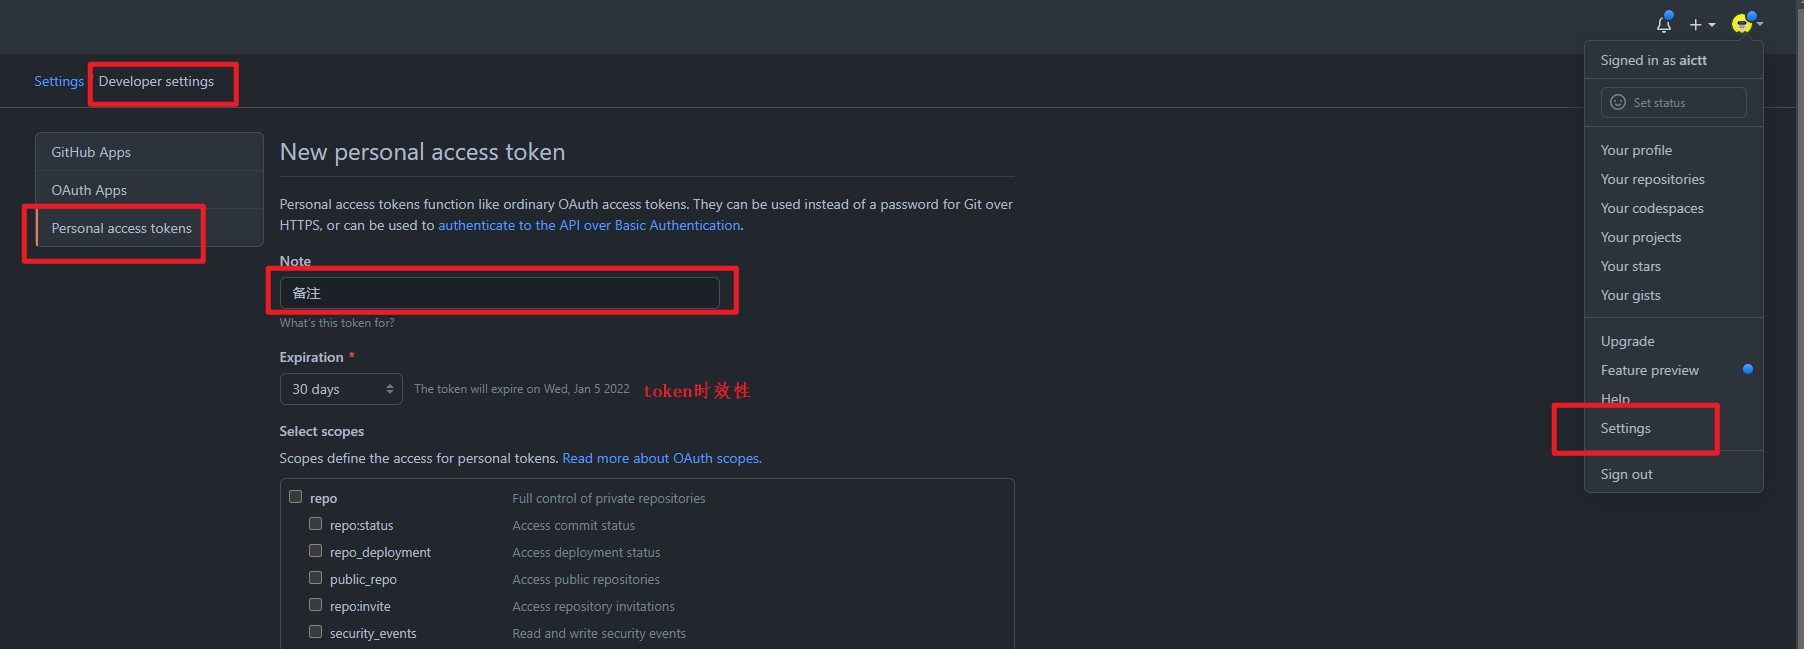 Settings
Developer settings
GitHub Apps
OAuth Apps
Personal access tokens
New personal access token
Personal access tokens function like ordinary OAuth access tokens. They can be used instead of a password for Git over
HTTPS, or can be used to authenticate to the API over Basic Authentication.
Note
备注
What's this token for?
Expiration *
30 days
The token will expire on Wed, Jan 5 2022
token时效性
Select scopes
Scopes define the access for personal tokens. Read more about OAuth scopes.
repo Full control of private repositories
repo:status Access commit status
repo_deployment Access deployment status
public_repo Access public repositories
repo:invite Access repository invitations
security_events Read and write security events
Signed in as aictt
Set status
Your profile
Your repositories
Your codespaces
Your projects
Your stars
Your gists
Upgrade
Feature preview
Help
Settings
Sign out